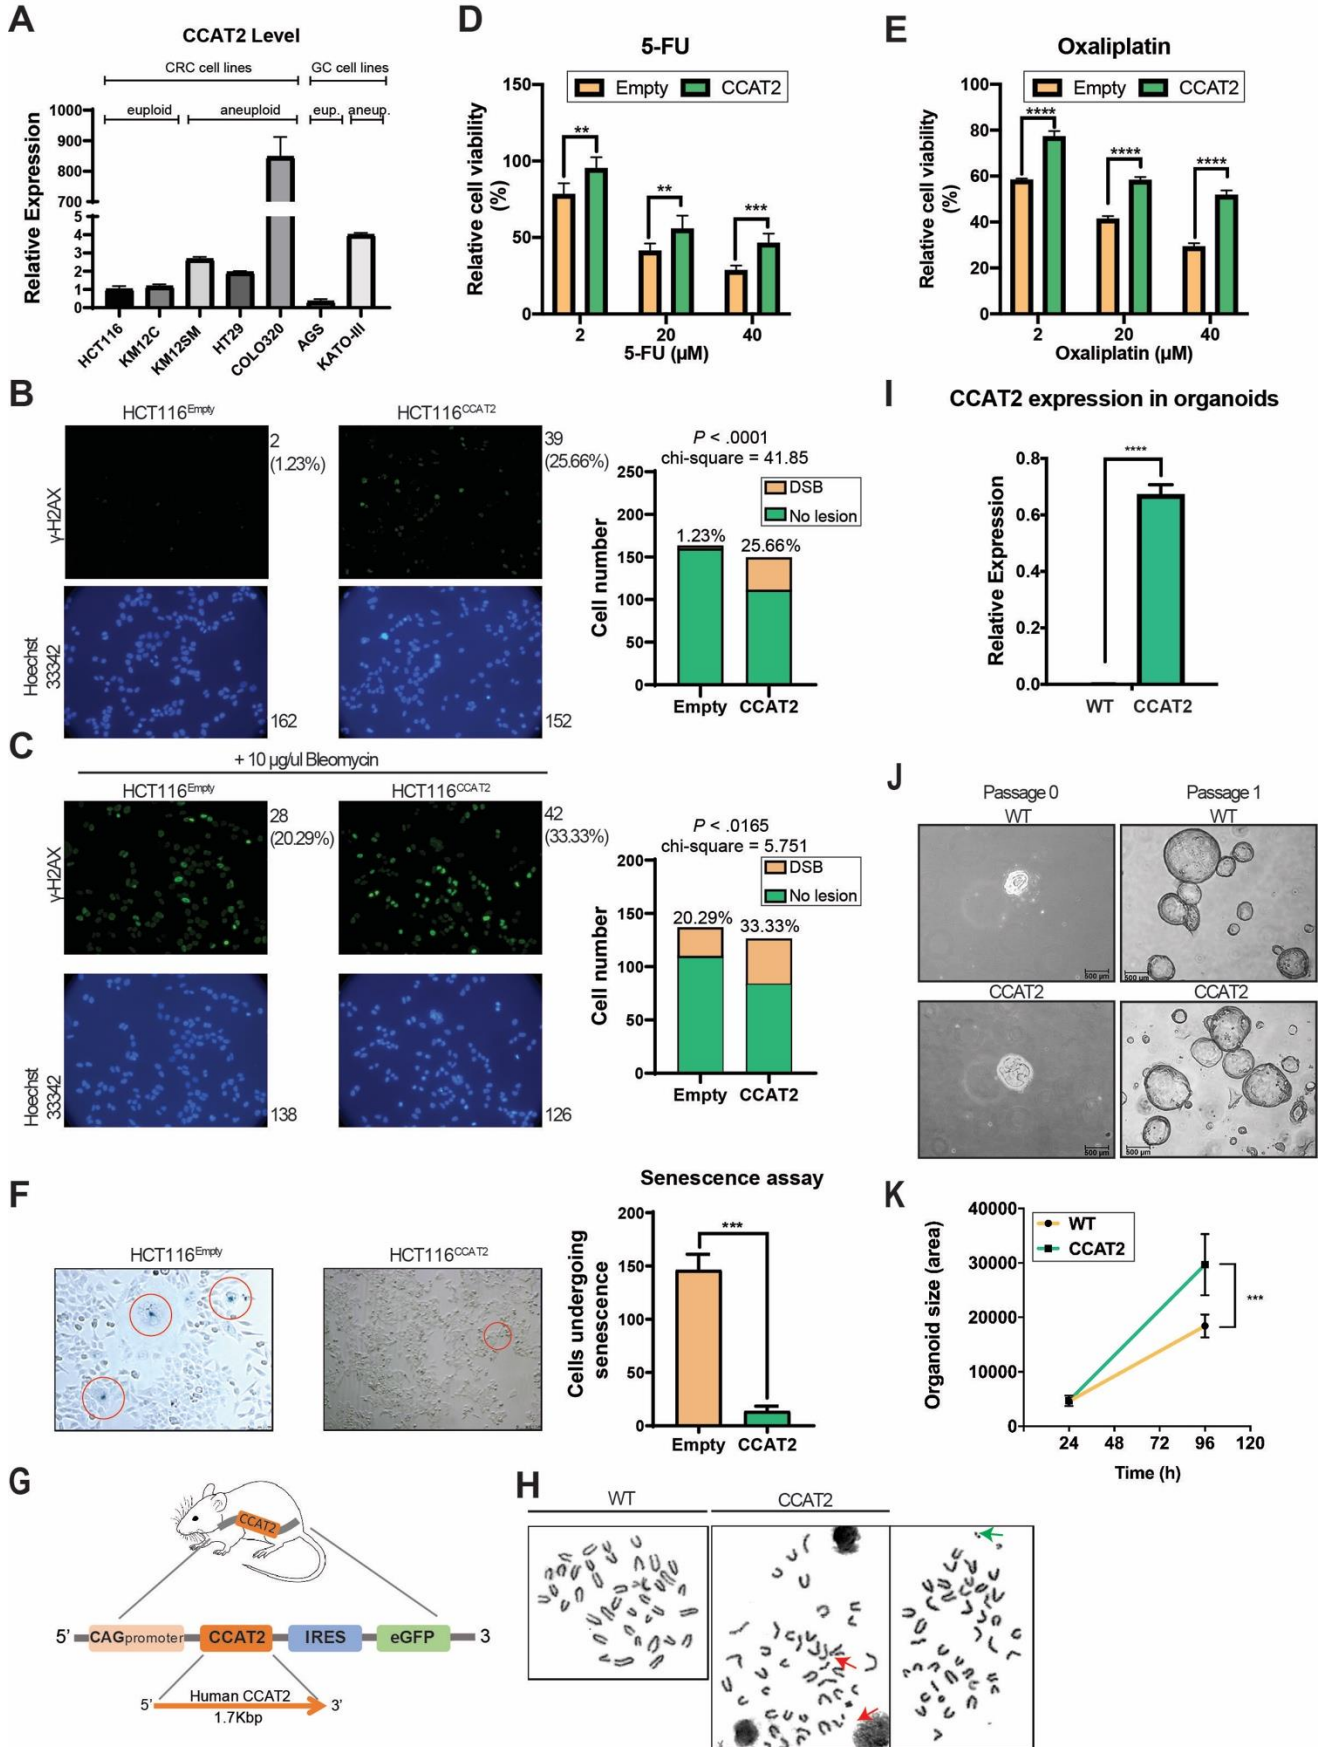 A
CCAT2 Level
CRC cell lines
GC cell lines
euploid
aneuploid
eup.
aneup.
Relative Expression
1000
900
800
700
5
4
3
2
1
0
HCT116
KM12C
KM12SM
HT29
COLO320
AGS
KATO-III
D
5-FU
Empty
CCAT2
Relative cell viability
(%)
150
100
50
0
**
**
***
2
20
40
5-FU (µM)
E
Oxaliplatin
Empty
CCAT2
Relative cell viability
(%)
100
80
60
40
20
0
****
****
****
2
20
40
Oxaliplatin (µM)
B
HCT116Empty
HCT116CCAT2
γ-H2AX
2
(1.23%)
39
(25.66%)
Hoechst
33342
162
152
P < .0001
chi-square = 41.85
DSB
No lesion
Cell number
250
200
150
100
50
0
1.23%
25.66%
Empty
CCAT2
I
CCAT2 expression in organoids
Relative Expression
0.8
0.6
0.4
0.2
0.0
****
WT
CCAT2
C
+ 10 µg/ul Bleomycin
HCT116Empty
HCT116CCAT2
γ-H2AX
28
(20.29%)
42
(33.33%)
Hoechst
33342
138
126
P < .0165
chi-square = 5.751
DSB
No lesion
Cell number
200
150
100
50
0
20.29%
33.33%
Empty
CCAT2
J
Passage 0
WT
Passage 1
WT
500 µm
500 µm
CCAT2
CCAT2
500 µm
500 µm
F
HCT116Empty
HCT116CCAT2
Senescence assay
Cells undergoing
senescence
200
150
100
50
0
***
Empty
CCAT2
K
WT
CCAT2
Organoid size (area)
40000
30000
20000
10000
0
***
24
48
72
96
120
Time (h)
G
CCAT2
5'
CAGpromoter
CCAT2
IRES
eGFP
3
5'
Human CCAT2
3'
1.7Kbp
H
WT
CCAT2